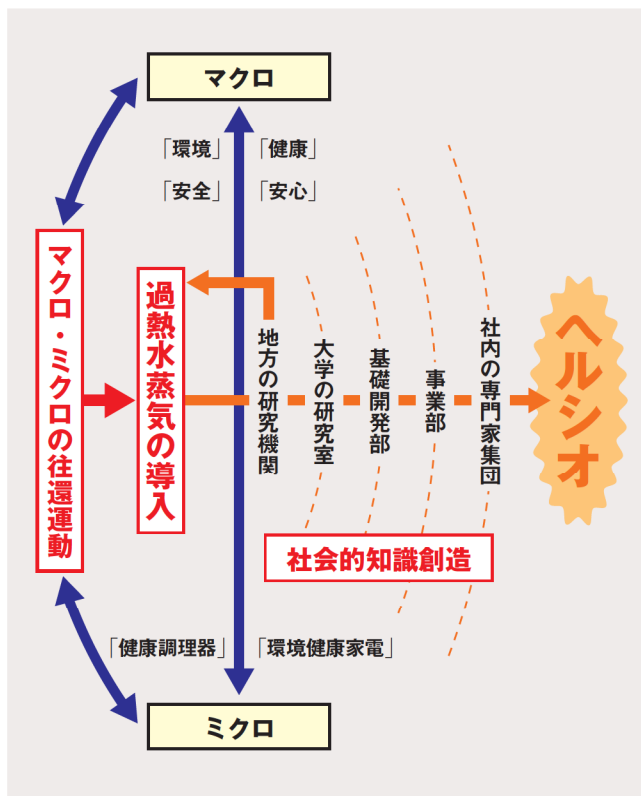 マクロ
「環境」
「健康」
「安全」
「安心」
マクロ・ミクロの往還運動
過熱水蒸気の導入
地方の研究機関
大学の研究室
基礎開発部
事業部
社内の専門家集団
ヘルシオ
社会的知識創造
「健康調理器」
「環境健康家電」
ミクロ